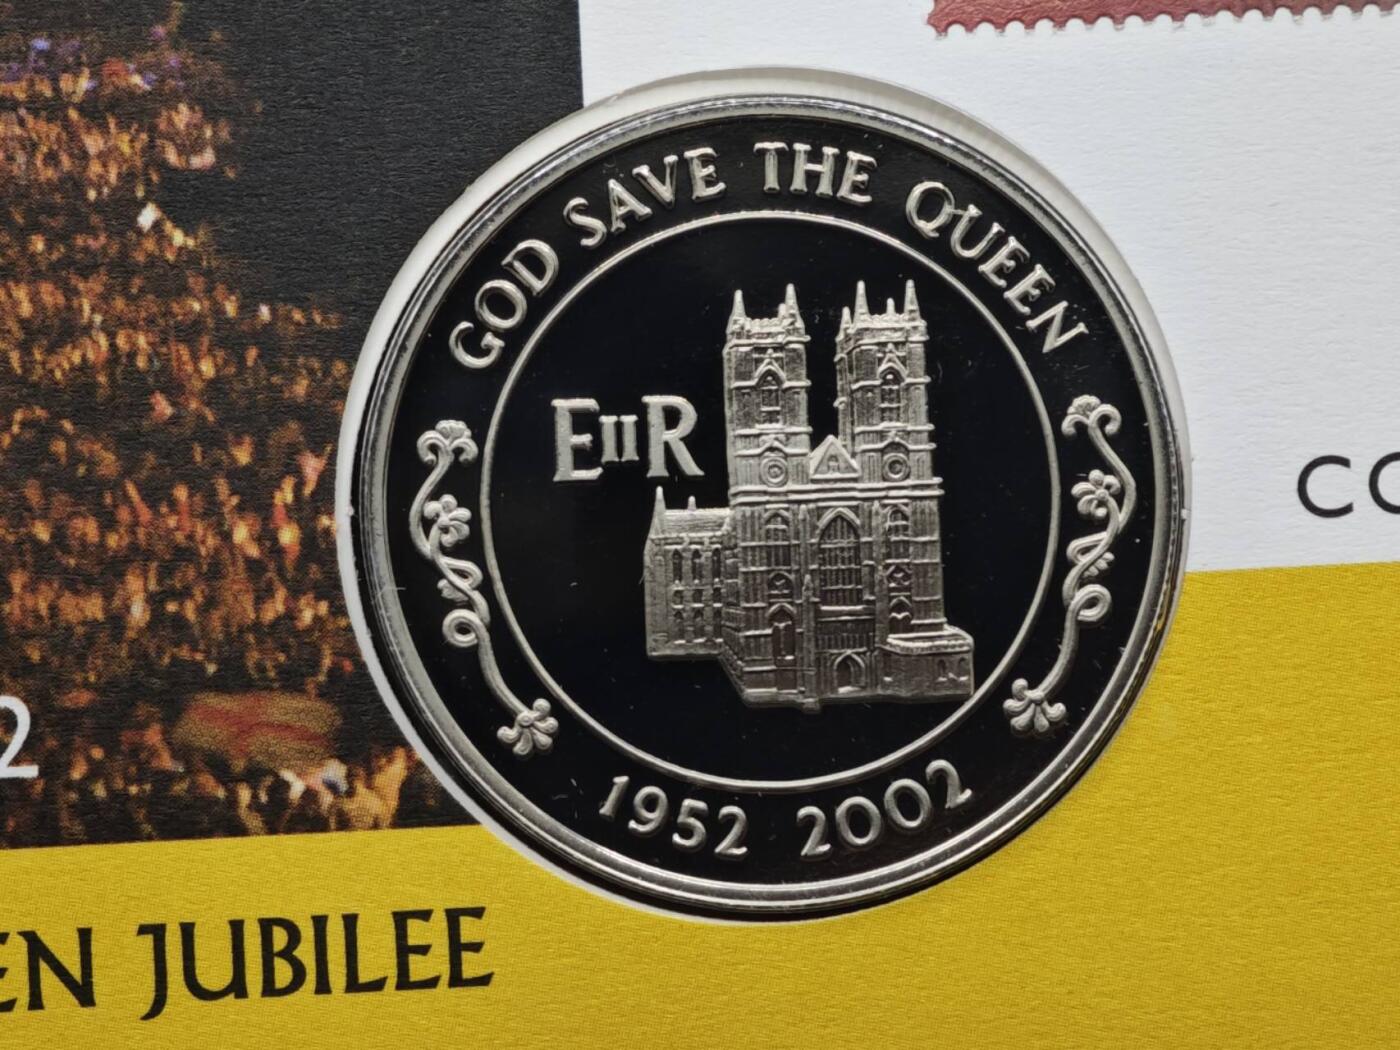 GOD SAVE THE QUEEN
EIIR
1952 2002
2
EN JUBILEE
CO